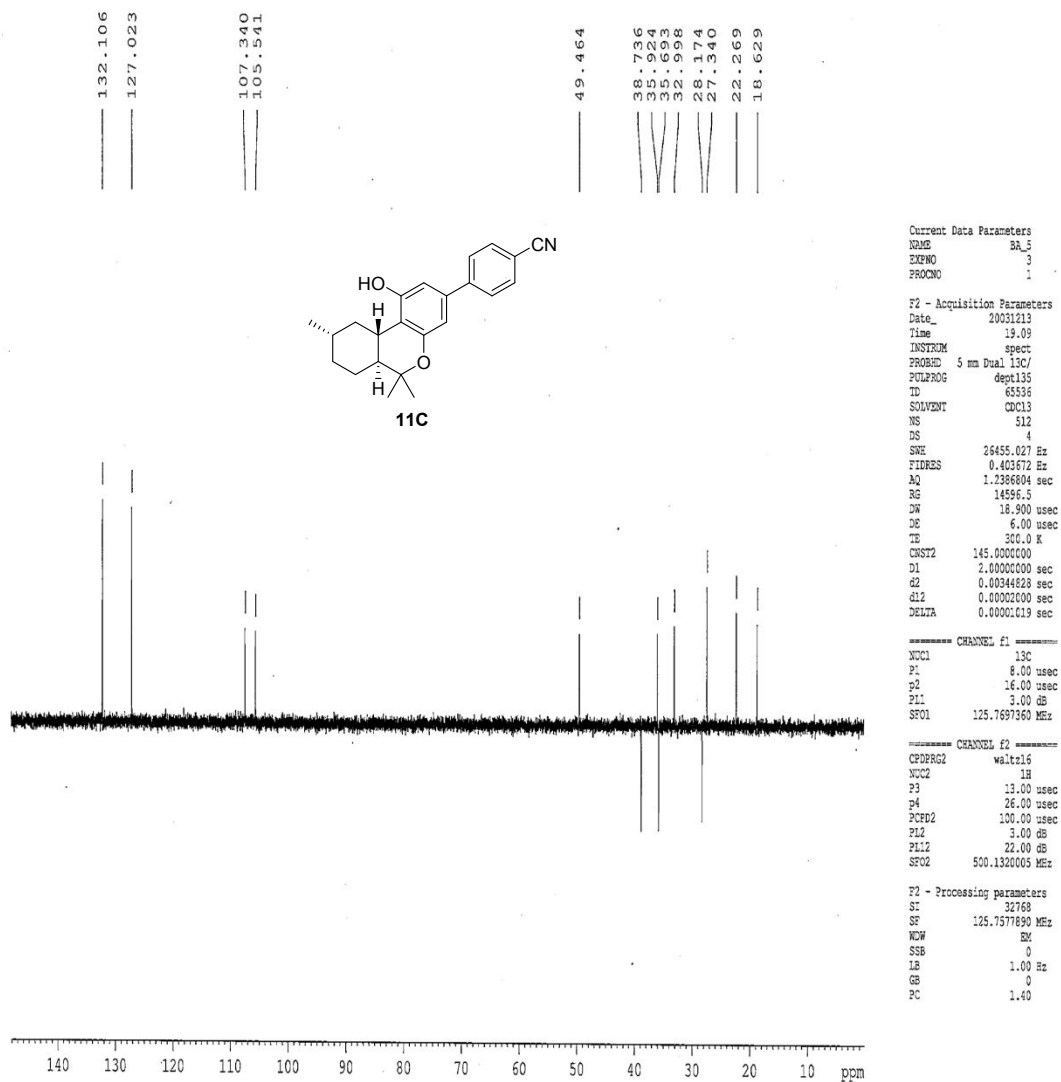 132.106
127.023
107.340
105.541
49.464
38.736
35.924
35.693
32.998
28.174
27.340
22.269
18.629
CN
HO
H
O
H
11C
Current Data Parameters
NAME BA_5
EXPNO 3
PROCNO 1
F2 - Acquisition Parameters
Date_ 20031213
Time 19.09
INSTRUM spect
PROBHD 5 mm Dual 13C/
PULPROG dept135
TD 65536
SOLVENT CDCl3
NS 512
DS 4
SWH 26455.027 Hz
FIDRES 0.403672 Hz
AQ 1.2386804 sec
RG 14596.5
DW 18.900 usec
DE 6.00 usec
TE 300.0 K
CNST2 145.0000000
D1 2.00000000 sec
d2 0.00344828 sec
d12 0.00002000 sec
DELTA 0.00001019 sec
======== CHANNEL f1 ========
NUC1 13C
P1 8.00 usec
p2 16.00 usec
PL1 3.00 dB
SFO1 125.7697360 MHz
======== CHANNEL f2 ========
CPDPRG2 waltz16
NUC2 1H
P3 13.00 usec
p4 26.00 usec
PCPD2 100.00 usec
PL2 3.00 dB
PL12 22.00 dB
SFO2 500.1320005 MHz
F2 - Processing parameters
SI 32768
SF 125.7577890 MHz
WDW EM
SSB 0
LB 1.00 Hz
GB 0
PC 1.40
140 130 120 110 100 90 80 70 60 50 40 30 20 10 ppm